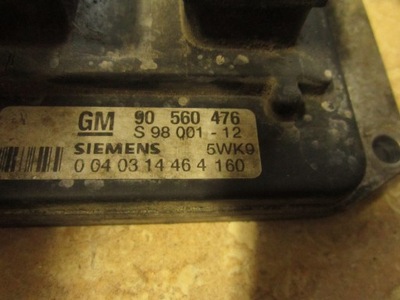 GM 90 560 476
S 98 001 - 12
SIEMENS 5WK9
0 04 03 14 46 4 160